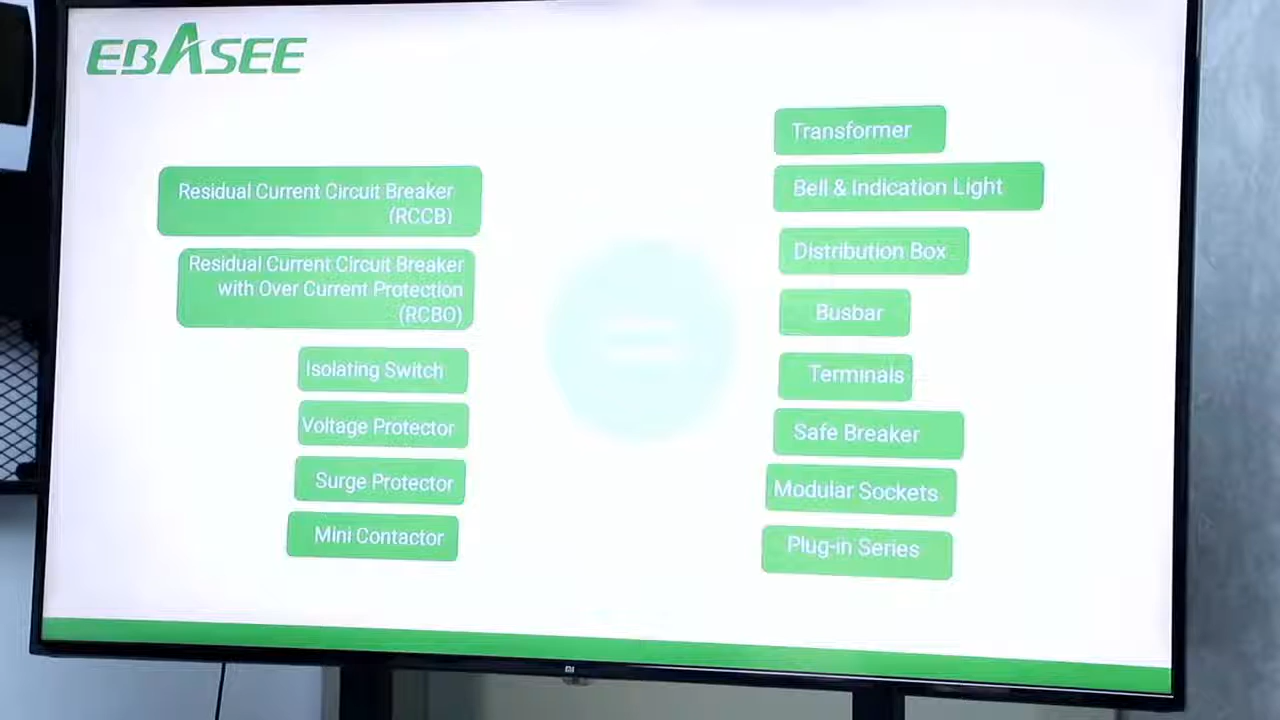 EBASEE
Residual Current Circuit Breaker
(RCCB)
Residual Current Circuit Breaker
with Over Current Protection
(RCBO)
Isolating Switch
Voltage Protector
Surge Protector
Mini Contactor
=
Transformer
Bell & Indication Light
Distribution Box
Busbar
Terminals
Safe Breaker
Modular Sockets
Plug-in Series
mi